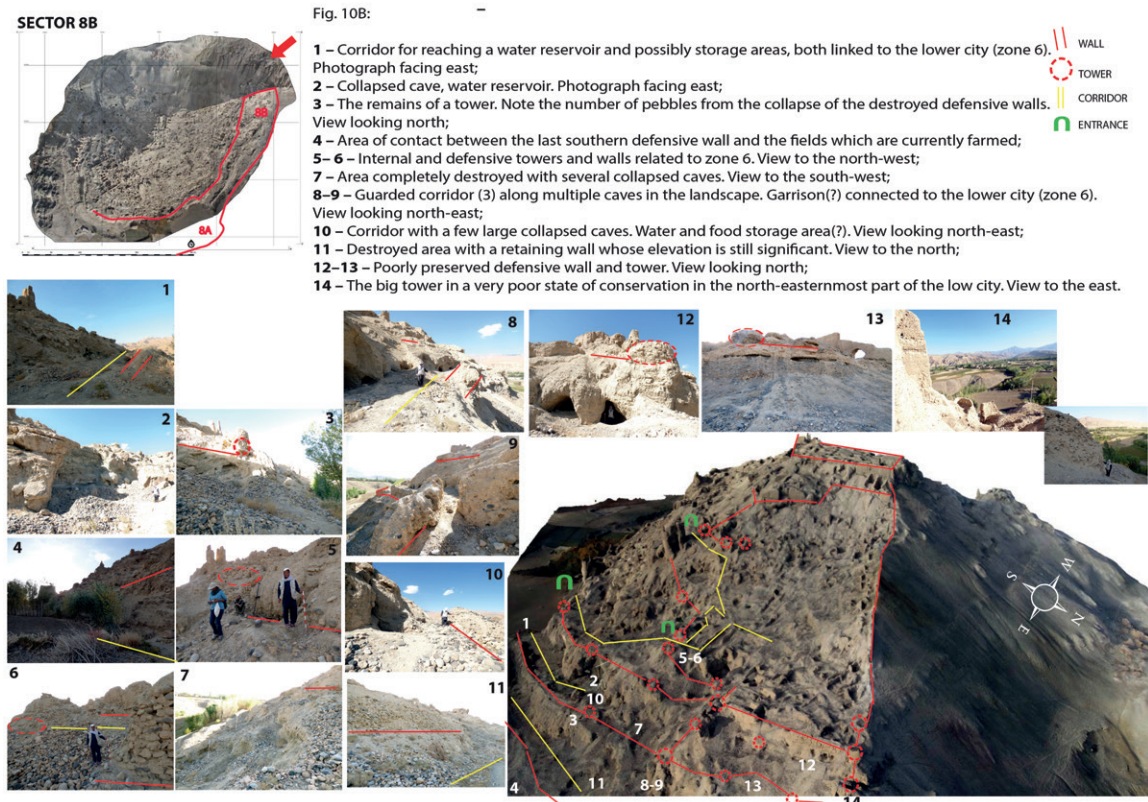 SECTOR 8B
8B
8A
Fig. 10B: –
1 – Corridor for reaching a water reservoir and possibly storage areas, both linked to the lower city (zone 6).
Photograph facing east;
2 – Collapsed cave, water reservoir. Photograph facing east;
3 – The remains of a tower. Note the number of pebbles from the collapse of the destroyed defensive walls.
View looking north;
4 – Area of contact between the last southern defensive wall and the fields which are currently farmed;
5– 6 – Internal and defensive towers and walls related to zone 6. View to the north-west;
7 – Area completely destroyed with several collapsed caves. View to the south-west;
8–9 – Guarded corridor (3) along multiple caves in the landscape. Garrison(?) connected to the lower city (zone 6).
View looking north-east;
10 – Corridor with a few large collapsed caves. Water and food storage area(?). View looking north-east;
11 – Destroyed area with a retaining wall whose elevation is still significant. View to the north;
12–13 – Poorly preserved defensive wall and tower. View looking north;
14 – The big tower in a very poor state of conservation in the north-easternmost part of the low city. View to the east.
WALL
TOWER
CORRIDOR
ENTRANCE
1
2
3
4
5
6
7
8
9
10
11
12
13
14
S
W
E
N
1
5-6
2
10
3
7
12
4
11
8-9
13
14